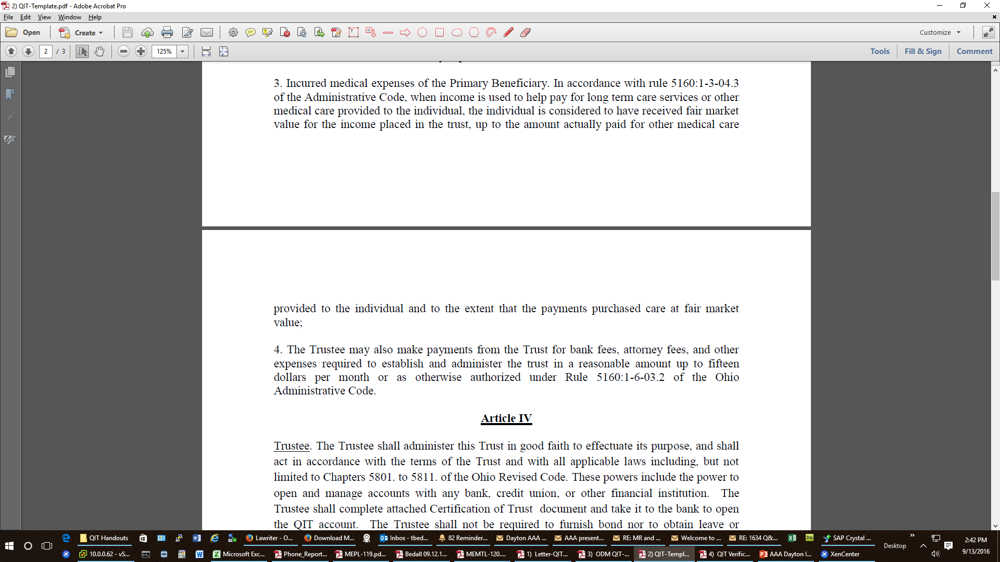 2) QIT-Template.pdf - Adobe Acrobat Pro
File Edit View Window Help
Open Create Customize
2 / 3 125% Tools Fill & Sign Comment
3. Incurred medical expenses of the Primary Beneficiary. In accordance with rule 5160:1-3-04.3
of the Administrative Code, when income is used to help pay for long term care services or other
medical care provided to the individual, the individual is considered to have received fair market
value for the income placed in the trust, up to the amount actually paid for other medical care
provided to the individual and to the extent that the payments purchased care at fair market
value;
4. The Trustee may also make payments from the Trust for bank fees, attorney fees, and other
expenses required to establish and administer the trust in a reasonable amount up to fifteen
dollars per month or as otherwise authorized under Rule 5160:1-6-03.2 of the Ohio
Administrative Code.
Article IV
Trustee. The Trustee shall administer this Trust in good faith to effectuate its purpose, and shall
act in accordance with the terms of the Trust and with all applicable laws including, but not
limited to Chapters 5801. to 5811. of the Ohio Revised Code. These powers include the power to
open and manage accounts with any bank, credit union, or other financial institution. The
Trustee shall complete attached Certification of Trust document and take it to the bank to open
the QIT account. The Trustee shall not be required to furnish bond nor to obtain leave or
QIT Handouts Lawriter - O... Download M... Inbox - tbed... 82 Reminder... Dayton AAA ... AAA present... RE: MR and ... Welcome to ... RE: 1634 Q&... SAP Crystal ...
10.0.0.62 - vS... Microsoft Exc... Phone_Report... MEPL-119.pd... Bedall 09.12.1... MEMTL-120.... 1) Letter-QIT... 3) ODM QIT-... 2) QIT-Templ... 4) QIT Verific... AAA Dayton I... XenCenter
Desktop
2:42 PM
9/13/2016